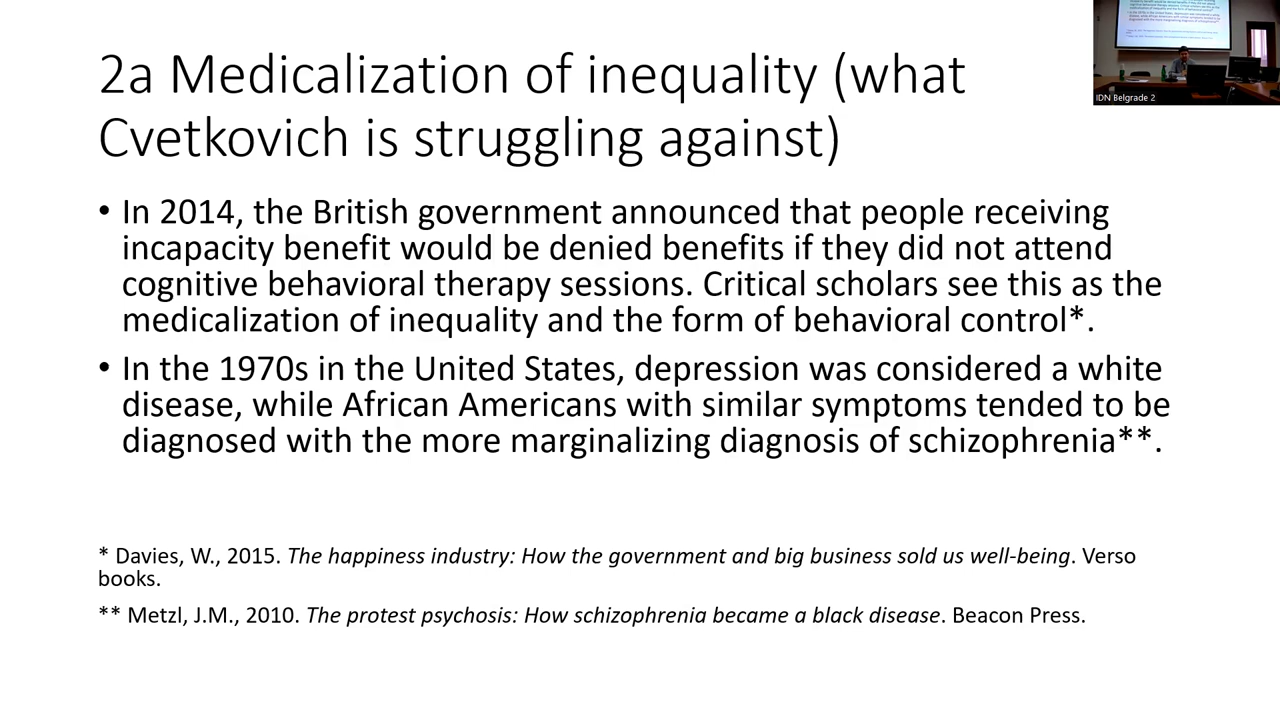 2a Medicalization of inequality (what
Cvetkovich is struggling against)
• In 2014, the British government announced that people receiving
incapacity benefit would be denied benefits if they did not attend
cognitive behavioral therapy sessions. Critical scholars see this as the
medicalization of inequality and the form of behavioral control*.
• In the 1970s in the United States, depression was considered a white
disease, while African Americans with similar symptoms tended to be
diagnosed with the more marginalizing diagnosis of schizophrenia**.
* Davies, W., 2015. The happiness industry: How the government and big business sold us well-being. Verso
books.
** Metzl, J.M., 2010. The protest psychosis: How schizophrenia became a black disease. Beacon Press.
IDN Belgrade 2